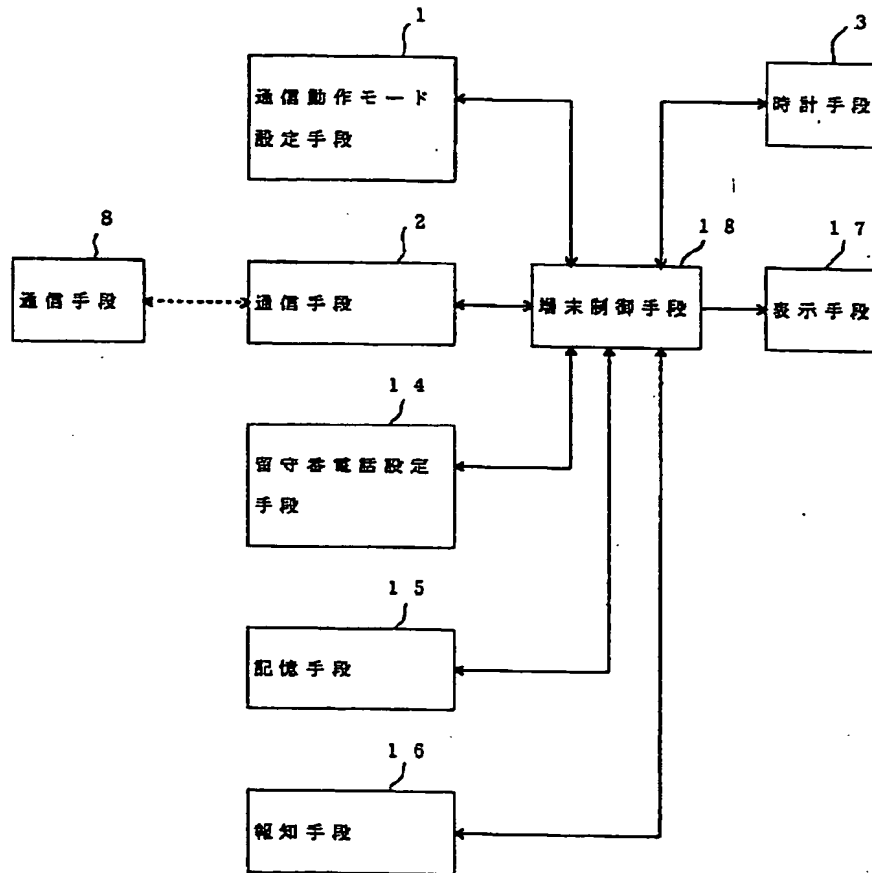 1
通信動作モード
設定手段
3
時計手段
8
通信手段
2
通信手段
18
端末制御手段
17
表示手段
14
留守番電話設定
手段
15
記憶手段
16
報知手段